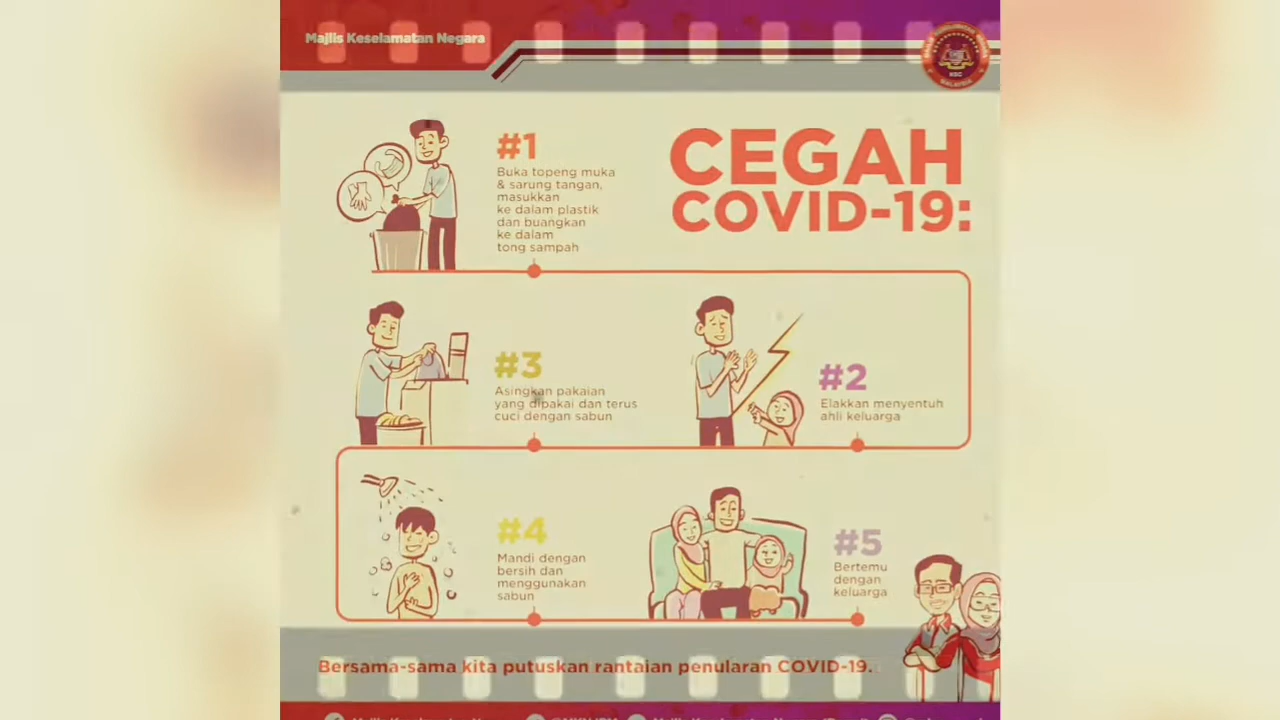 Majlis Keselamatan Negara
CEGAH
COVID-19:
#1
Buka topeng muka
& sarung tangan,
masukkan
ke dalam plastik
dan buangkan
ke dalam
tong sampah
#2
Elakkan menyentuh
ahli keluarga
#3
Asingkan pakaian
yang dipakai dan terus
cuci dengan sabun
#4
Mandi dengan
bersih dan
menggunakan
sabun
#5
Bertemu
dengan
keluarga
Bersama-sama kita putuskan rantaian penularan COVID-19.